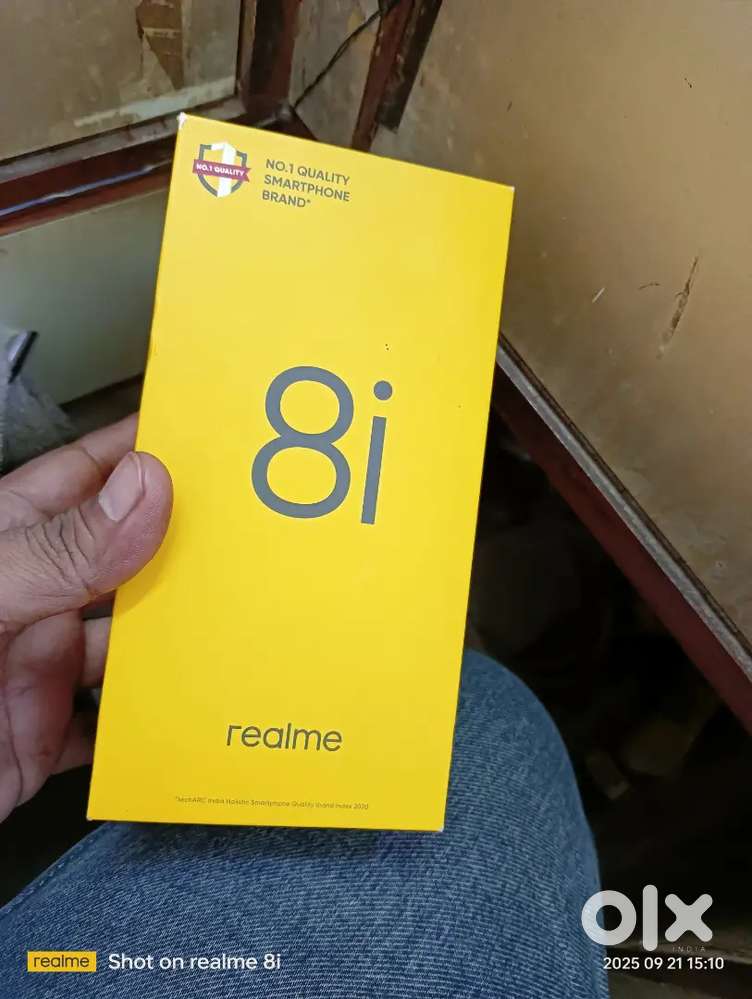 NO.1 QUALITY
1
NO.1 QUALITY
SMARTPHONE
BRAND*
8i
realme
*techARC India Holistic Smartphone Quality Brand Index 2020
olx
INDIA
realme Shot on realme 8i
2025 09 21 15:10